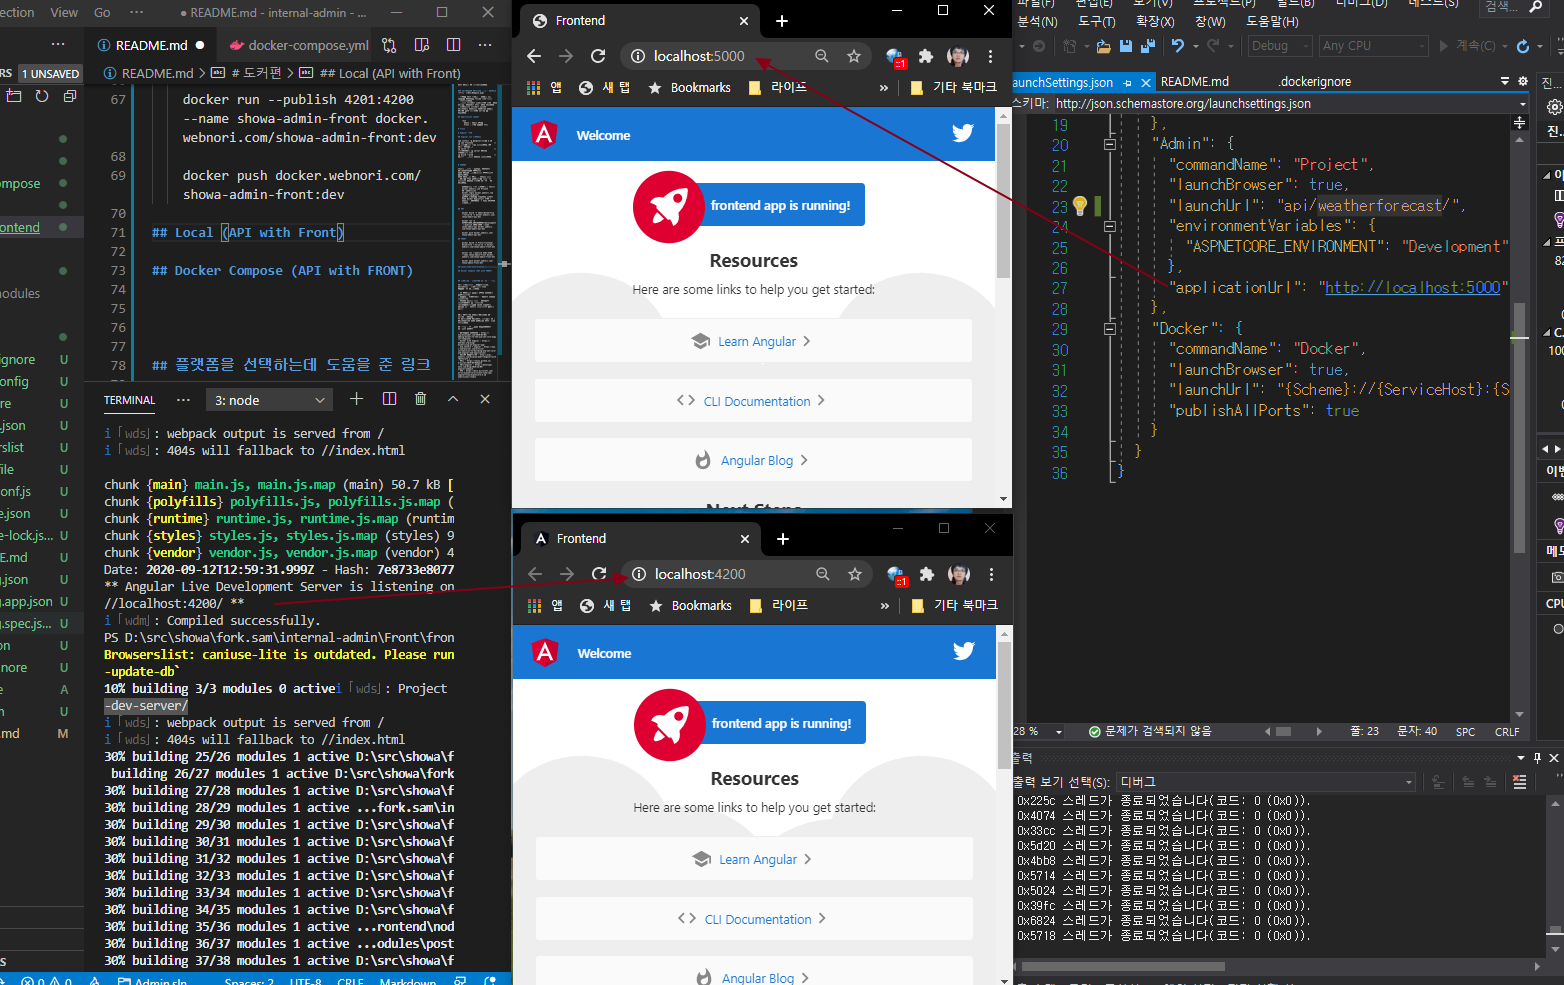 ection View Go ···
● README.md - internal-admin - ...
README.md ●
docker-compose.yml
RS 1 UNSAVED
README.md > # 도커편 > ## Local (API with Front)
67 docker run --publish 4201:4200
--name showa-admin-front docker.
webnori.com/showa-admin-front:dev
68
69 docker push docker.webnori.com/
showa-admin-front:dev
70
71 ## Local (API with Front)
72
73 ## Docker Compose (API with FRONT)
74
75
76
77
78 ## 플랫폼을 선택하는데 도움을 준 링크
ompose
ontend
nodules
ignore U
onfig U
re U
.json U
rslist U
file U
onf.js U
e.json U
e-lock.js... U
E.md U
g.json U
g.app.json U
g.spec.js... U
on U
nore U
e A
n U
.md M
S
TERMINAL ··· 3: node
i ｢wds｣: webpack output is served from /
i ｢wds｣: 404s will fallback to //index.html
chunk {main} main.js, main.js.map (main) 50.7 kB [
chunk {polyfills} polyfills.js, polyfills.js.map (
chunk {runtime} runtime.js, runtime.js.map (runtim
chunk {styles} styles.js, styles.js.map (styles) 9
chunk {vendor} vendor.js, vendor.js.map (vendor) 4
Date: 2020-09-12T12:59:31.999Z - Hash: 7e8733e8077
** Angular Live Development Server is listening on
//localhost:4200/ **
i ｢wdm｣: Compiled successfully.
PS D:\src\showa\fork.sam\internal-admin\Front\fron
Browserslist: caniuse-lite is outdated. Please run
-update-db`
10% building 3/3 modules 0 activei ｢wds｣: Project
-dev-server/
i ｢wds｣: webpack output is served from /
i ｢wds｣: 404s will fallback to //index.html
30% building 25/26 modules 1 active D:\src\showa\f
building 26/27 modules 1 active D:\src\showa\fork
30% building 27/28 modules 1 active D:\src\showa\f
30% building 28/29 modules 1 active ...fork.sam\in
30% building 29/30 modules 1 active D:\src\showa\f
30% building 30/31 modules 1 active D:\src\showa\f
30% building 31/32 modules 1 active D:\src\showa\f
30% building 32/33 modules 1 active D:\src\showa\f
30% building 33/34 modules 1 active D:\src\showa\f
30% building 34/35 modules 1 active D:\src\showa\f
30% building 35/36 modules 1 active ...rontend\nod
30% building 36/37 modules 1 active ...odules\post
30% building 37/38 modules 1 active D:\src\showa\f
0 0 Admin.sln Spaces: 2 UTF-8 CRLF Markdown
Frontend
localhost:5000
::1
앱 새 탭 Bookmarks 라이프 » 기타 북마크
Welcome
frontend app is running!
Resources
Here are some links to help you get started:
Learn Angular
CLI Documentation
Angular Blog
Next Steps
Frontend
localhost:4200
::1
앱 새 탭 Bookmarks 라이프 » 기타 북마크
Welcome
frontend app is running!
Resources
Here are some links to help you get started:
Learn Angular
CLI Documentation
Angular Blog
파일(F) 편집(E) 보기(V) 프로젝트(P) 빌드(B) 디버그(D) 테스트(S) 검색...
분석(N) 도구(T) 확장(X) 창(W) 도움말(H)
Debug Any CPU 계속(C)
aunchSettings.json README.md .dockerignore
스키마: http://json.schemastore.org/launchsettings.json
19 },
20 "Admin": {
21 "commandName": "Project",
22 "launchBrowser": true,
23 "launchUrl": "api/weatherforecast/",
24 "environmentVariables": {
25 "ASPNETCORE_ENVIRONMENT": "Development"
26 },
27 "applicationUrl": "http://localhost:5000"
28 },
29 "Docker": {
30 "commandName": "Docker",
31 "launchBrowser": true,
32 "launchUrl": "{Scheme}://{ServiceHost}:{S
33 "publishAllPorts": true
34 }
35 }
36 }
28 % 문제가 검색되지 않음 줄: 23 문자: 40 SPC CRLF
출력
출력 보기 선택(S): 디버그
0x225c 스레드가 종료되었습니다(코드: 0 (0x0)).
0x4074 스레드가 종료되었습니다(코드: 0 (0x0)).
0x33cc 스레드가 종료되었습니다(코드: 0 (0x0)).
0x5d20 스레드가 종료되었습니다(코드: 0 (0x0)).
0x4bb8 스레드가 종료되었습니다(코드: 0 (0x0)).
0x5714 스레드가 종료되었습니다(코드: 0 (0x0)).
0x5024 스레드가 종료되었습니다(코드: 0 (0x0)).
0x39fc 스레드가 종료되었습니다(코드: 0 (0x0)).
0x6824 스레드가 종료되었습니다(코드: 0 (0x0)).
0x5718 스레드가 종료되었습니다(코드: 0 (0x0)).
진...
진..
이
프
82
C..
100
이벤
메모
CPU